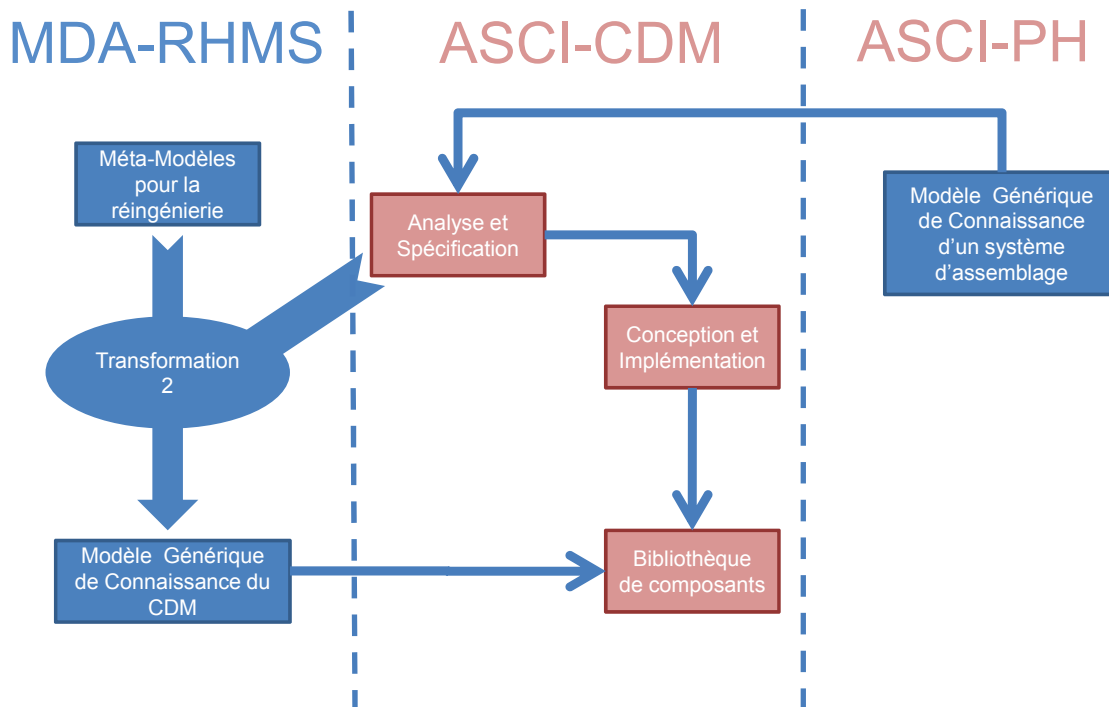 MDA-RHMS
ASCI-CDM
ASCI-PH
Méta-Modèles
pour la
réingénierie
Analyse et
Spécification
Modèle Générique
de Connaissance
d'un système
d'assemblage
Transformation
2
Conception et
Implémentation
Modèle Générique
de Connaissance du
CDM
Bibliothèque
de composants